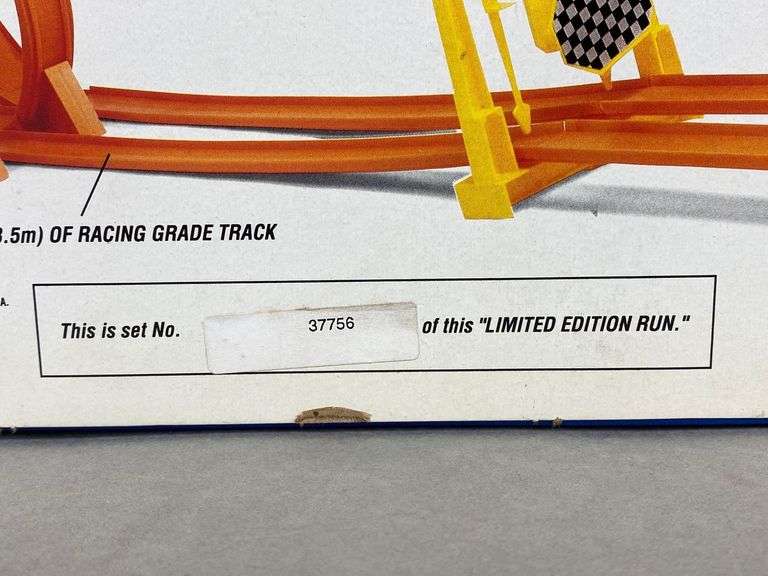 .5m) OF RACING GRADE TRACK
A.
This is set No. 37756 of this "LIMITED EDITION RUN."